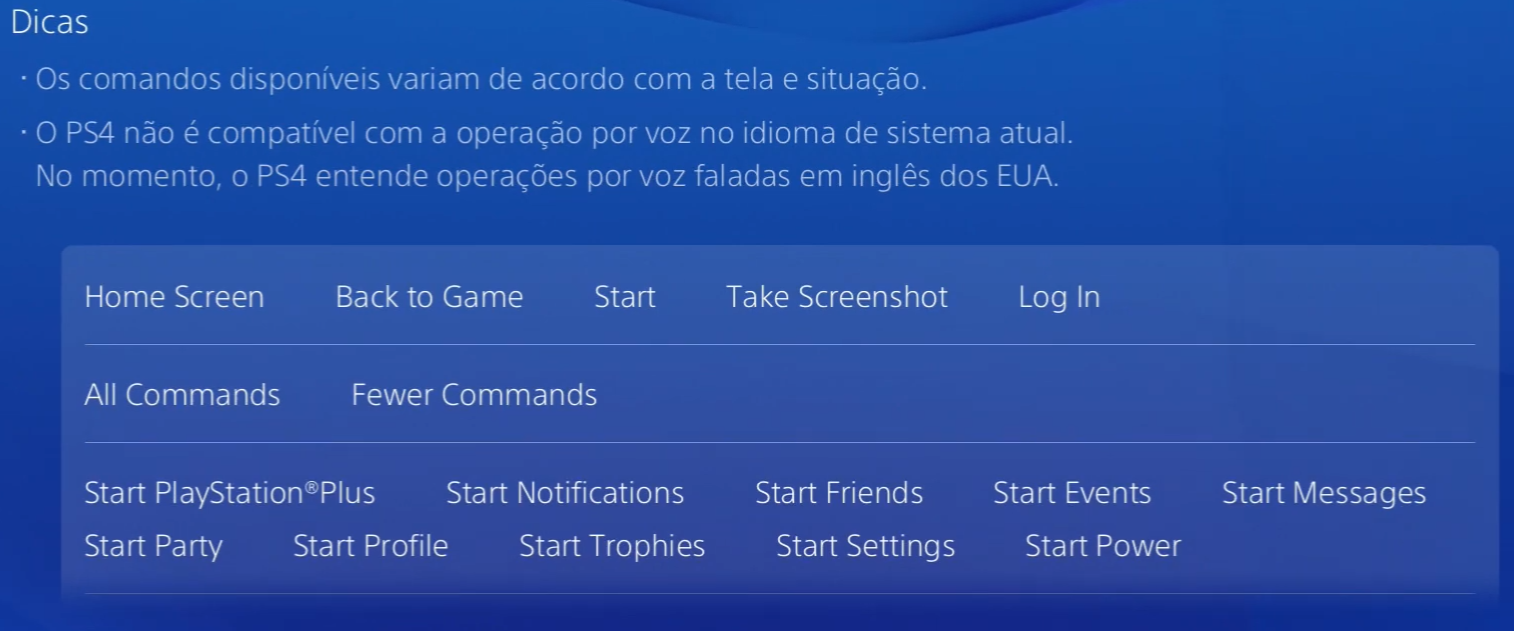 Dicas
· Os comandos disponíveis variam de acordo com a tela e situação.
· O PS4 não é compatível com a operação por voz no idioma de sistema atual.
No momento, o PS4 entende operações por voz faladas em inglês dos EUA.
Home Screen Back to Game Start Take Screenshot Log In
All Commands Fewer Commands
Start PlayStation®Plus Start Notifications Start Friends Start Events Start Messages
Start Party Start Profile Start Trophies Start Settings Start Power